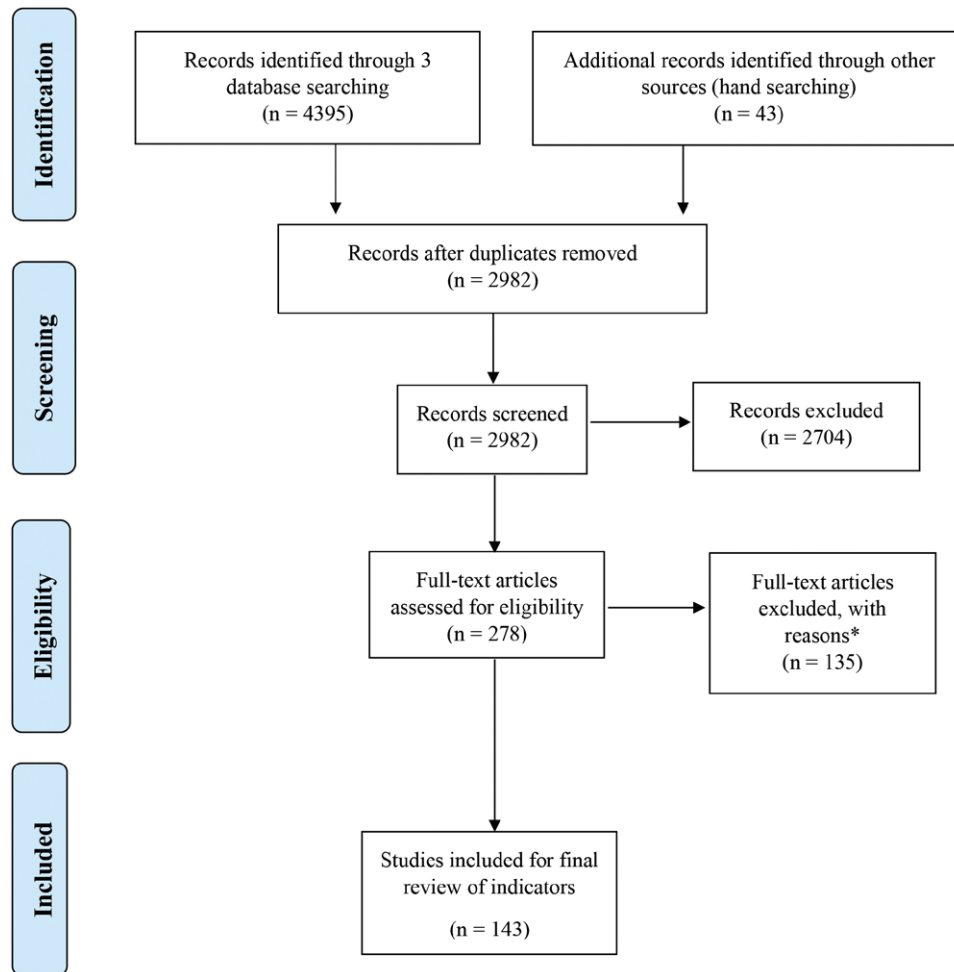 Identification
Records identified through 3
database searching
(n = 4395)
Additional records identified through other
sources (hand searching)
(n = 43)
Records after duplicates removed
(n = 2982)
Screening
Records screened
(n = 2982)
Records excluded
(n = 2704)
Eligibility
Full-text articles
assessed for eligibility
(n = 278)
Full-text articles
excluded, with
reasons*
(n = 135)
Included
Studies included for final
review of indicators
(n = 143)